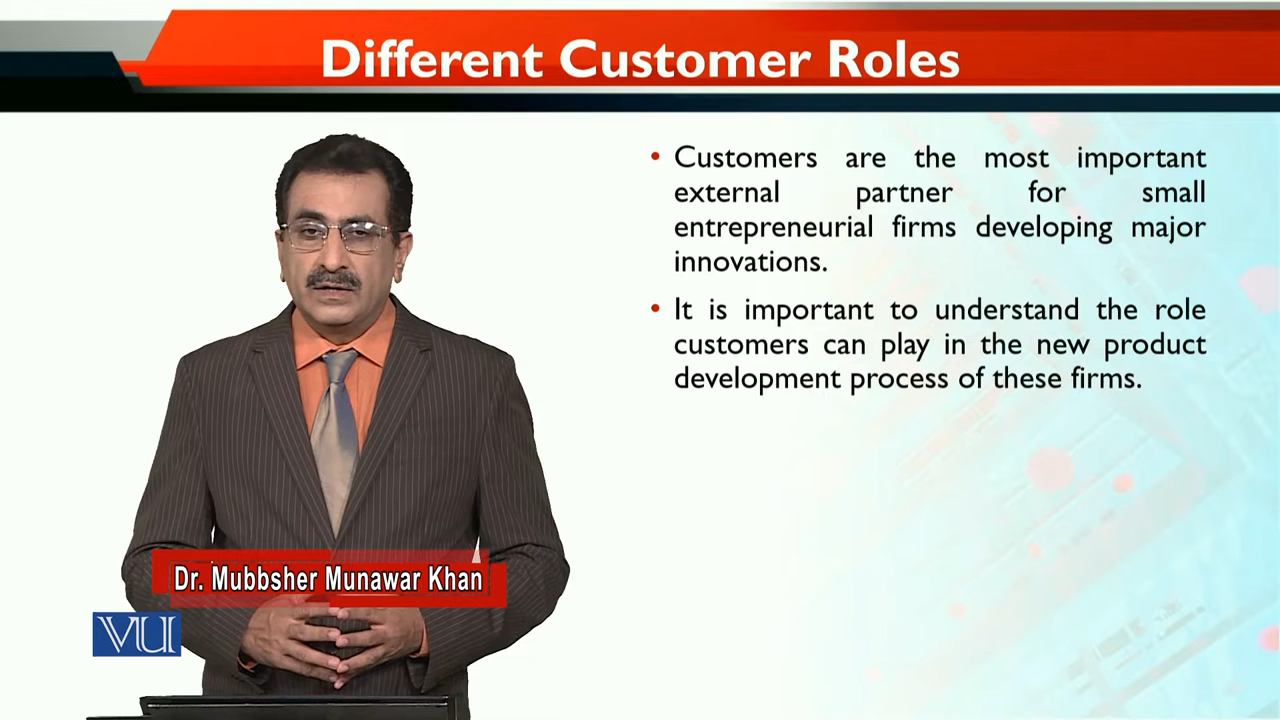 Different Customer Roles
• Customers are the most important
external partner for small
entrepreneurial firms developing major
innovations.
• It is important to understand the role
customers can play in the new product
development process of these firms.
Dr. Mubbsher Munawar Khan
VU